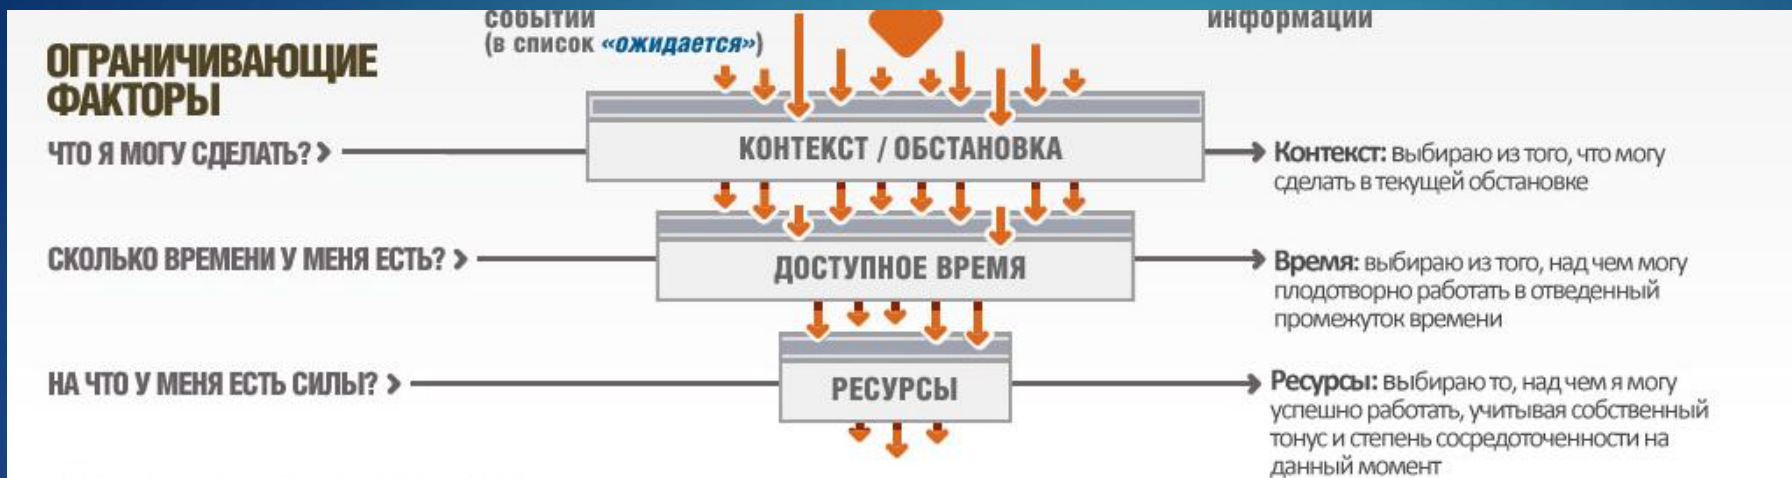 событий
(в список «ожидается»)
информации
ОГРАНИЧИВАЮЩИЕ
ФАКТОРЫ
ЧТО Я МОГУ СДЕЛАТЬ?
КОНТЕКСТ / ОБСТАНОВКА
Контекст: выбираю из того, что могу
сделать в текущей обстановке
СКОЛЬКО ВРЕМЕНИ У МЕНЯ ЕСТЬ?
ДОСТУПНОЕ ВРЕМЯ
Время: выбираю из того, над чем могу
плодотворно работать в отведенный
промежуток времени
НА ЧТО У МЕНЯ ЕСТЬ СИЛЫ?
РЕСУРСЫ
Ресурсы: выбираю то, над чем я могу
успешно работать, учитывая собственный
тонус и степень сосредоточенности на
данный момент